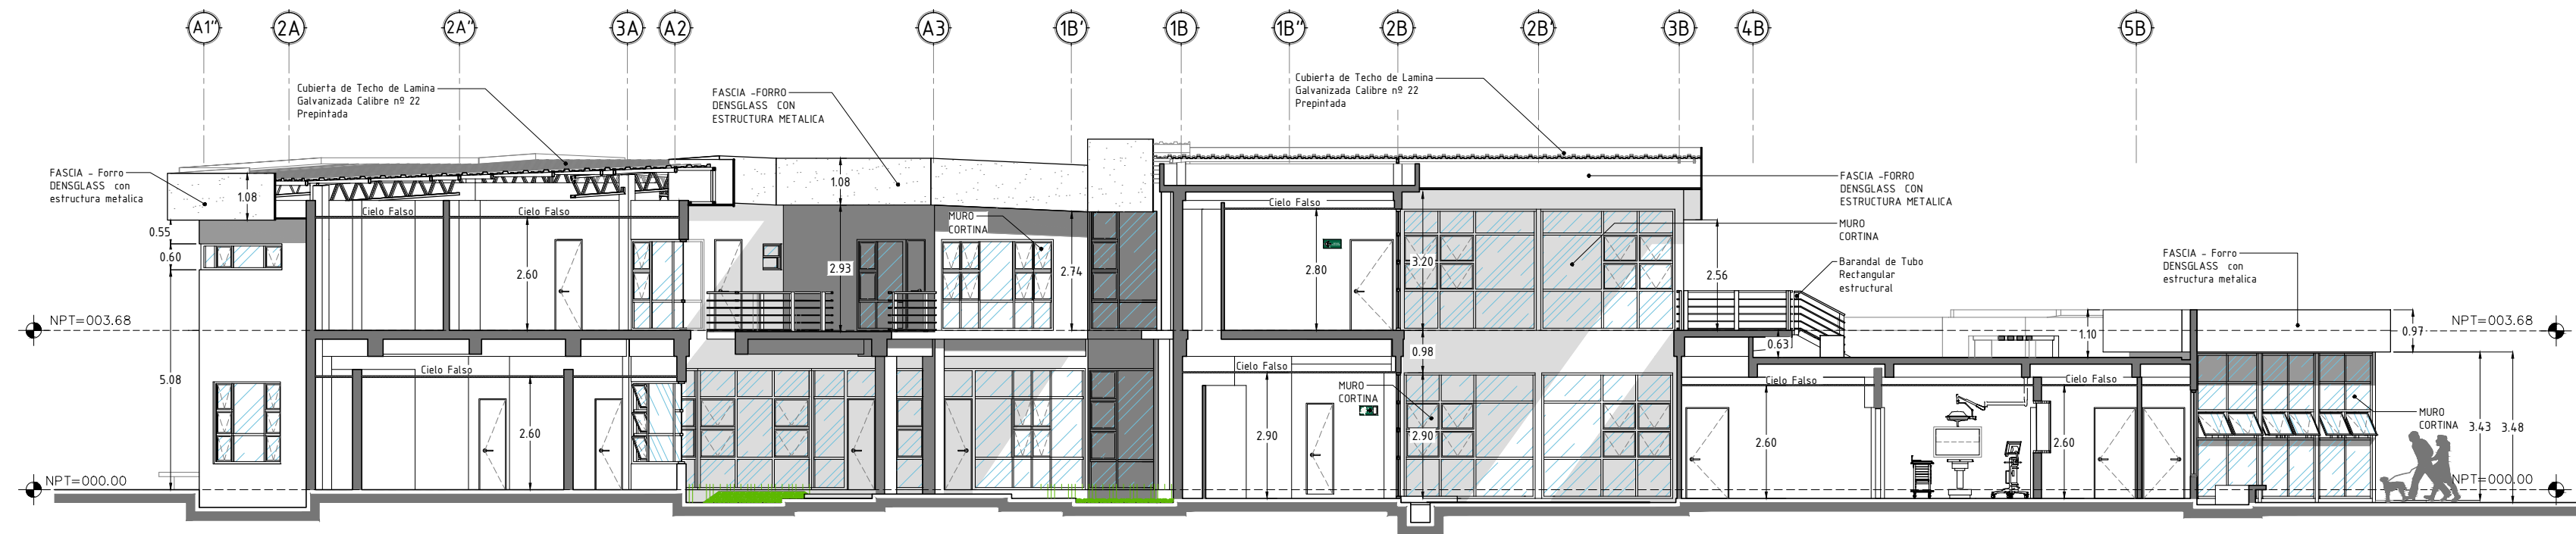 A1"
2A
2A"
3A
A2
A3
1B'
1B
1B"
2B
2B'
3B
4B
5B
Cubierta de Techo de Lamina
Galvanizada Calibre nº 22
Prepintada
FASCIA -FORRO
DENSGLASS CON
ESTRUCTURA METALICA
Cubierta de Techo de Lamina
Galvanizada Calibre nº 22
Prepintada
FASCIA - Forro
DENSGLASS con
estructura metalica
FASCIA -FORRO
DENSGLASS CON
ESTRUCTURA METALICA
MURO
CORTINA
Barandal de Tubo
Rectangular
estructural
FASCIA - Forro
DENSGLASS con
estructura metalica
1.08
1.08
Cielo Falso
Cielo Falso
Cielo Falso
MURO
CORTINA
0.55
0.60
2.60
2.93
2.74
2.80
3.20
2.56
NPT=003.68
NPT=003.68
0.63
1.10
0.97
0.98
5.08
Cielo Falso
Cielo Falso
Cielo Falso
Cielo Falso
MURO
CORTINA
2.60
2.90
2.90
2.60
2.60
MURO
CORTINA
3.43
3.48
NPT=000.00
NPT=000.00